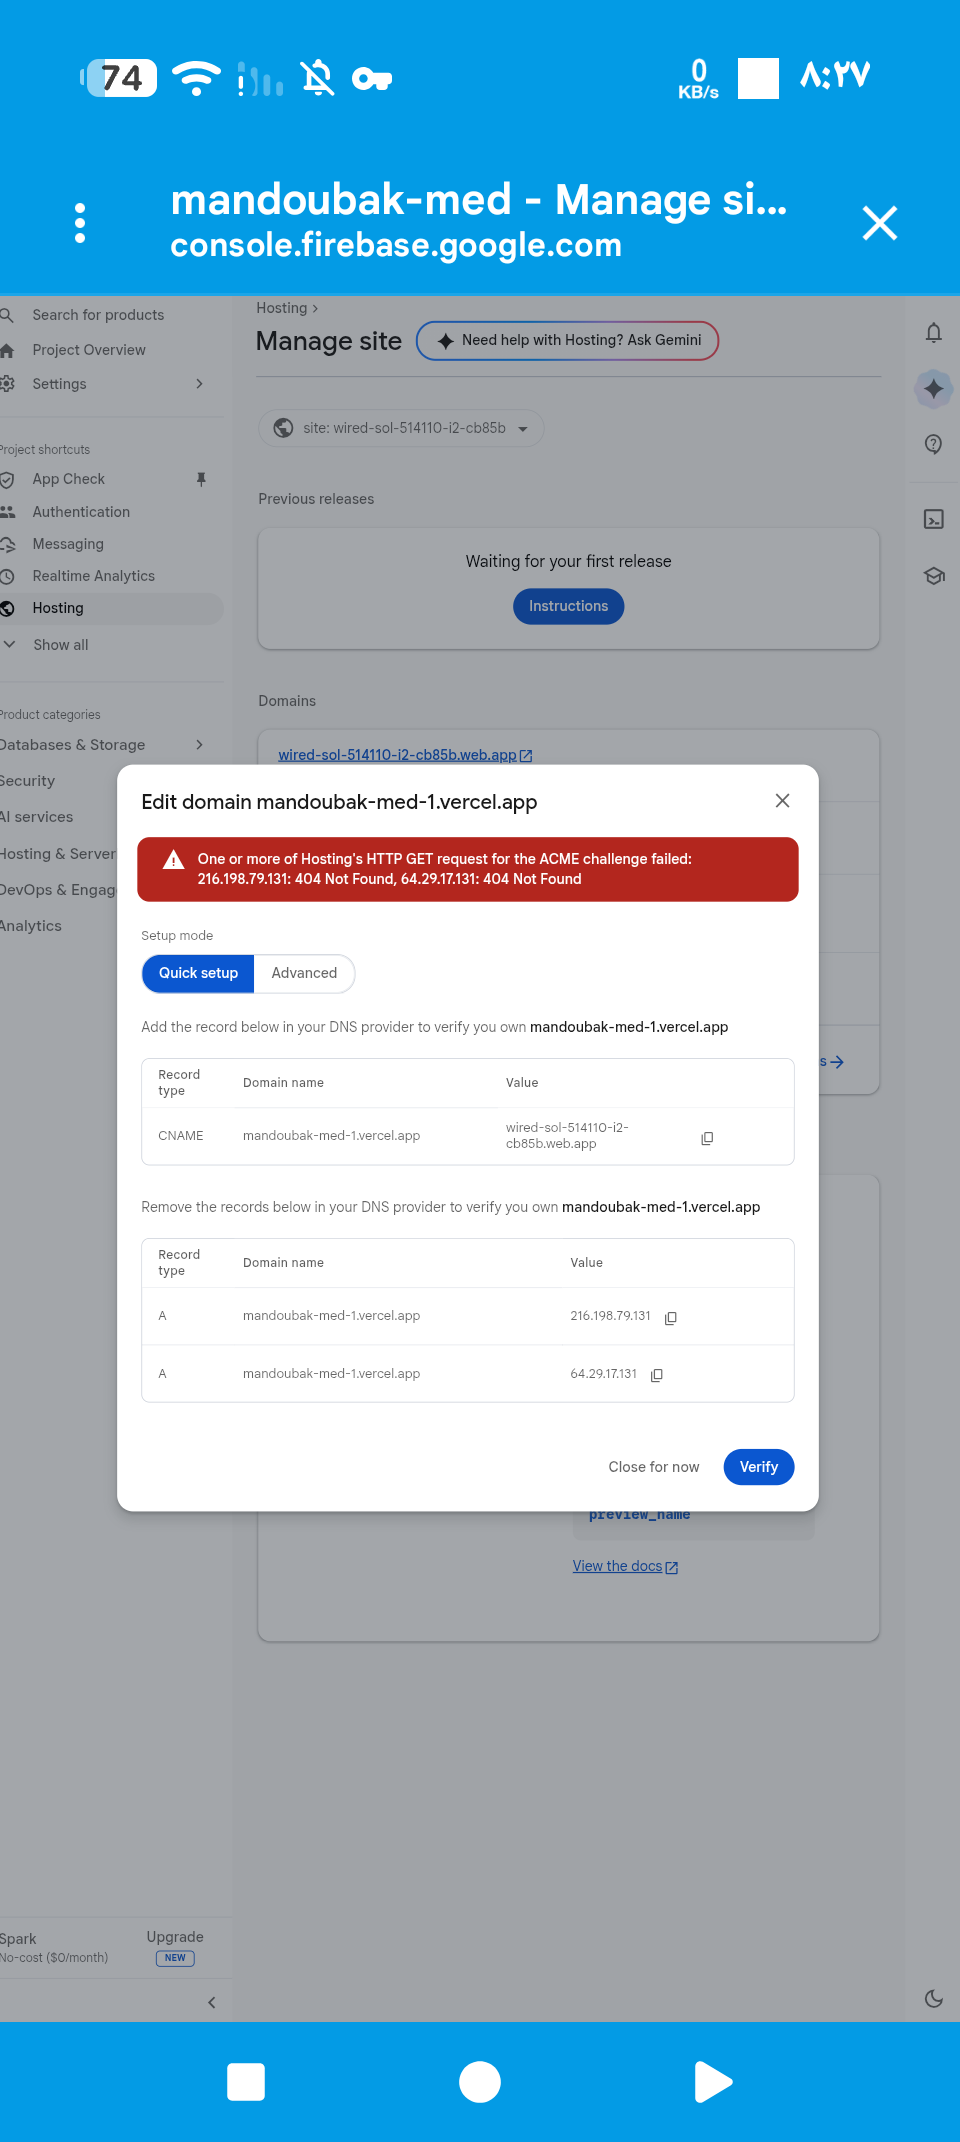 74
0
KB/s
٨:٢٧
mandoubak-med - Manage si...
console.firebase.google.com
Search for products
Project Overview
Settings
Project shortcuts
App Check
Authentication
Messaging
Realtime Analytics
Hosting
Show all
Product categories
Databases & Storage
Security
AI services
Hosting & Server
DevOps & Engag
Analytics
Hosting
Manage site
Need help with Hosting? Ask Gemini
site: wired-sol-514110-i2-cb85b
Previous releases
Waiting for your first release
Instructions
Domains
wired-sol-514110-i2-cb85b.web.app
Edit domain mandoubak-med-1.vercel.app
One or more of Hosting's HTTP GET request for the ACME challenge failed:
216.198.79.131: 404 Not Found, 64.29.17.131: 404 Not Found
Setup mode
Quick setup
Advanced
Add the record below in your DNS provider to verify you own mandoubak-med-1.vercel.app
Record type
Domain name
Value
CNAME
mandoubak-med-1.vercel.app
wired-sol-514110-i2-
cb85b.web.app
Remove the records below in your DNS provider to verify you own mandoubak-med-1.vercel.app
Record type
Domain name
Value
A
mandoubak-med-1.vercel.app
216.198.79.131
A
mandoubak-med-1.vercel.app
64.29.17.131
Close for now
Verify
s
preview_name
View the docs
Spark
No-cost ($0/month)
Upgrade
NEW